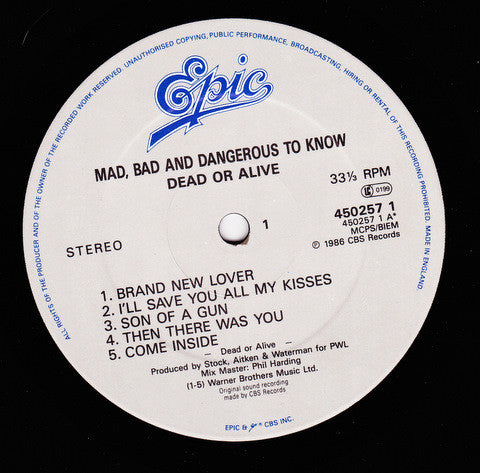 ALL RIGHTS OF THE PRODUCER AND OF THE OWNER OF THE RECORDED WORK RESERVED. UNAUTHORISED COPYING, PUBLIC PERFORMANCE, BROADCASTING, HIRING OR RENTAL OF THIS RECORD PROHIBITED. MADE IN ENGLAND.
Epic
MAD, BAD AND DANGEROUS TO KNOW
DEAD OR ALIVE
33⅓ RPM
LC 0199
450257 1
450257 1 A*
MCPS/BIEM
℗ 1986 CBS Records
1
STEREO
1. BRAND NEW LOVER
2. I'LL SAVE YOU ALL MY KISSES
3. SON OF A GUN
4. THEN THERE WAS YOU
5. COME INSIDE
– Dead or Alive –
Produced by Stock, Aitken & Waterman for PWL
Mix Master: Phil Harding
(1-5) Warner Brothers Music Ltd.
Original sound recording
made by CBS Records
EPIC & CBS INC.